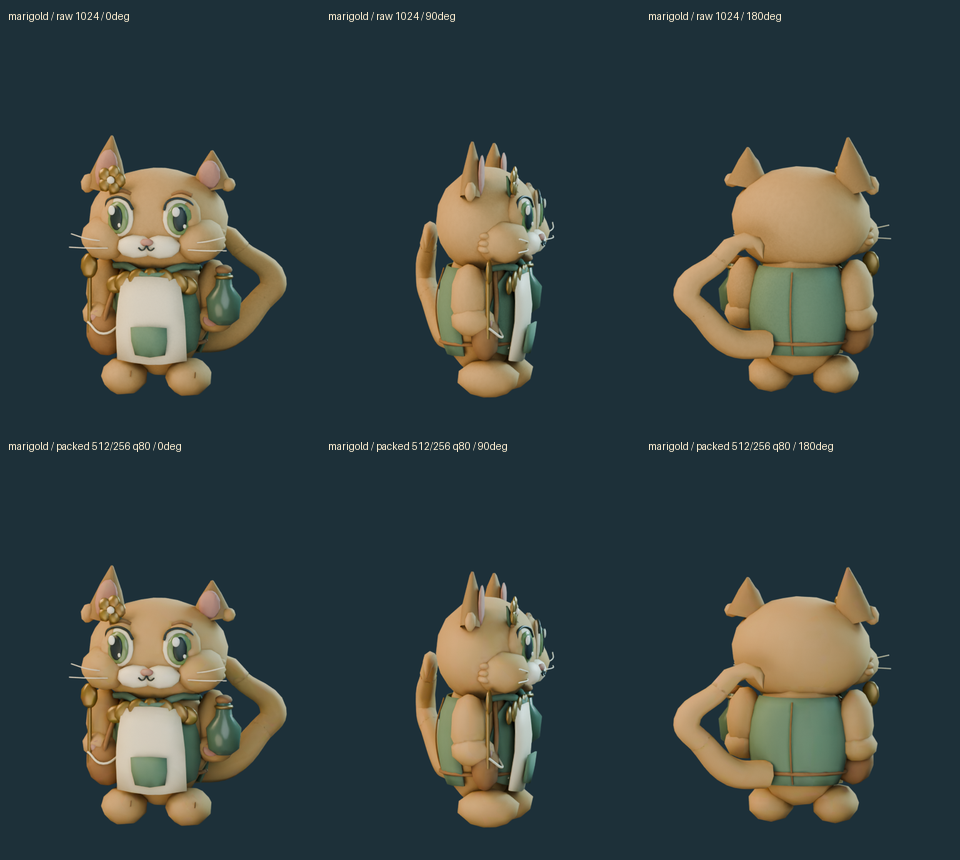 marigold / raw 1024 / 0deg
marigold / raw 1024 / 90deg
marigold / raw 1024 / 180deg
marigold / packed 512/256 q80 / 0deg
marigold / packed 512/256 q80 / 90deg
marigold / packed 512/256 q80 / 180deg